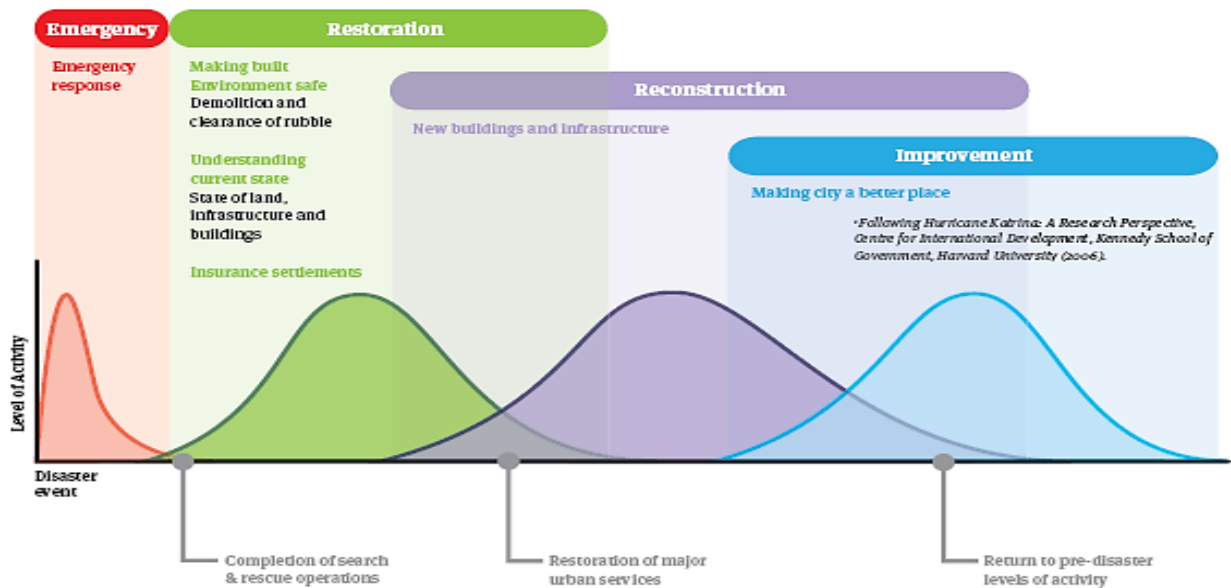 Emergency
Restoration
Emergency
response
Making built
Environment safe
Demolition and
clearance of rubble
Understanding
current state
State of land,
infrastructure and
buildings
Insurance settlements
Reconstruction
New buildings and infrastructure
Improvement
Making city a better place
*Following Hurricane Katrina: A Research Perspective,
Centre for International Development, Kennedy School of
Government, Harvard University (2006).
Level of Activity
Disaster
event
Completion of search
& rescue operations
Restoration of major
urban services
Return to pre-disaster
levels of activity